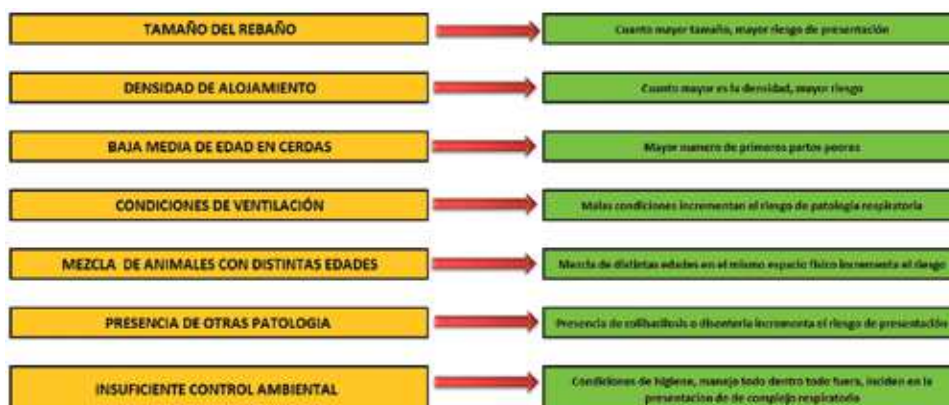 TAMAÑO DEL REBAÑO
Cuanto mayor tamaño, mayor riesgo de presentación
DENSIDAD DE ALOJAMIENTO
Cuanto mayor es la densidad, mayor riesgo
BAJA MEDIA DE EDAD EN CERDAS
Mayor numero de primeros partos peores
CONDICIONES DE VENTILACIÓN
Malas condiciones incrementan el riesgo de patología respiratoria
MEZCLA DE ANIMALES CON DISTINTAS EDADES
Mezcla de distintas edades en el mismo espacio físico incrementa el riesgo
PRESENCIA DE OTRAS PATOLOGIA
Presencia de colibacilosis o disentería incrementa el riesgo de presentación
INSUFICIENTE CONTROL AMBIENTAL
Condiciones de higiene, manejo todo dentro todo fuera, inciden en la
presentación de de complejo respiratorio